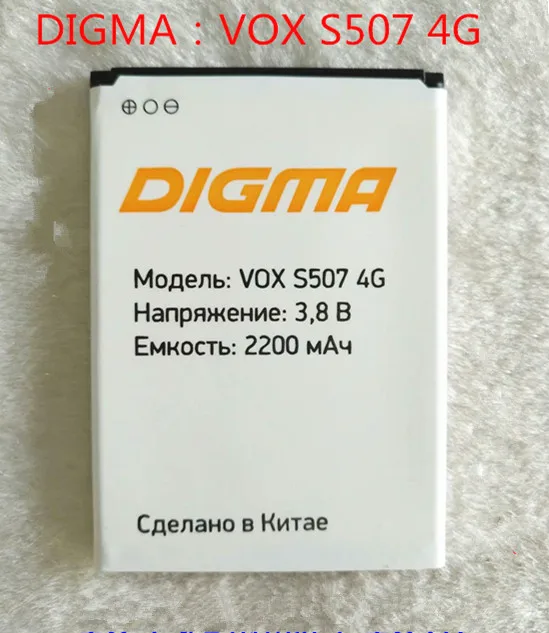 DIGMA：VOX S507 4G
DIGMA
Модель: VOX S507 4G
Напряжение: 3,8 В
Емкость: 2200 мАч
Сделано в Китае